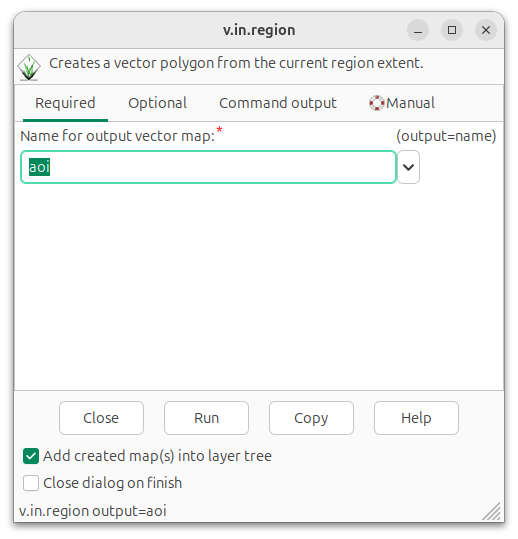 v.in.region
Creates a vector polygon from the current region extent.
Required Optional Command output Manual
Name for output vector map:* (output=name)
aoi
Close Run Copy Help
Add created map(s) into layer tree
Close dialog on finish
v.in.region output=aoi